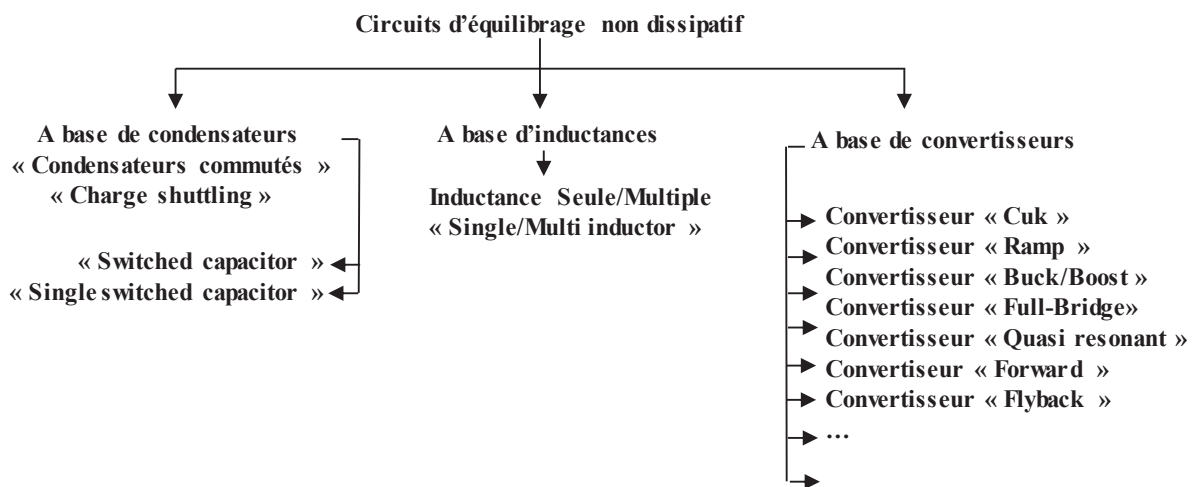 Circuits d'équilibrage non dissipatif
A base de condensateurs
« Condensateurs commutés »
« Charge shuttling »
« Switched capacitor »
« Single switched capacitor »
A base d'inductances
Inductance Seule/Multiple
« Single/Multi inductor »
A base de convertisseurs
Convertisseur « Cuk »
Convertisseur « Ramp »
Convertisseur « Buck/Boost »
Convertisseur « Full-Bridge»
Convertisseur « Quasi resonant »
Convertiseur « Forward »
Convertisseur « Flyback »
…